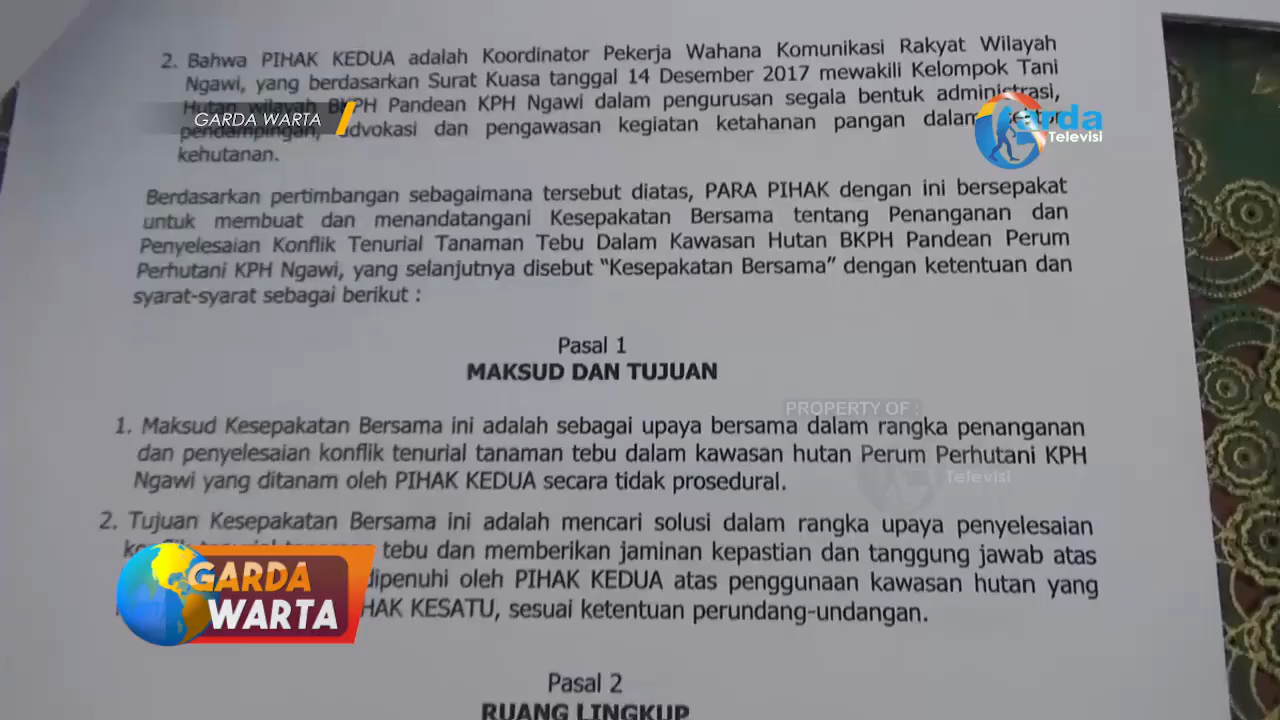 2. Bahwa PIHAK KEDUA adalah Koordinator Pekerja Wahana Komunikasi Rakyat Wilayah
Ngawi, yang berdasarkan Surat Kuasa tanggal 14 Desember 2017 mewakili Kelompok Tani
Hutan wilayah BKPH Pandean KPH Ngawi dalam pengurusan segala bentuk administrasi,
pendampingan, advokasi dan pengawasan kegiatan ketahanan pangan dalam sektor
kehutanan.
GARDA WARTA
Garda
Televisi
Berdasarkan pertimbangan sebagaimana tersebut diatas, PARA PIHAK dengan ini bersepakat
untuk membuat dan menandatangani Kesepakatan Bersama tentang Penanganan dan
Penyelesaian Konflik Tenurial Tanaman Tebu Dalam Kawasan Hutan BKPH Pandean Perum
Perhutani KPH Ngawi, yang selanjutnya disebut “Kesepakatan Bersama” dengan ketentuan dan
syarat-syarat sebagai berikut :
Pasal 1
MAKSUD DAN TUJUAN
PROPERTY OF :
1. Maksud Kesepakatan Bersama ini adalah sebagai upaya bersama dalam rangka penanganan
dan penyelesaian konflik tenurial tanaman tebu dalam kawasan hutan Perum Perhutani KPH
Ngawi yang ditanam oleh PIHAK KEDUA secara tidak prosedural.
Televisi
2. Tujuan Kesepakatan Bersama ini adalah mencari solusi dalam rangka upaya penyelesaian
konflik tenurial tanaman tebu dan memberikan jaminan kepastian dan tanggung jawab atas
dipenuhi oleh PIHAK KEDUA atas penggunaan kawasan hutan yang
PIHAK KESATU, sesuai ketentuan perundang-undangan.
GARDA
WARTA
Pasal 2
RUANG LINGKUP